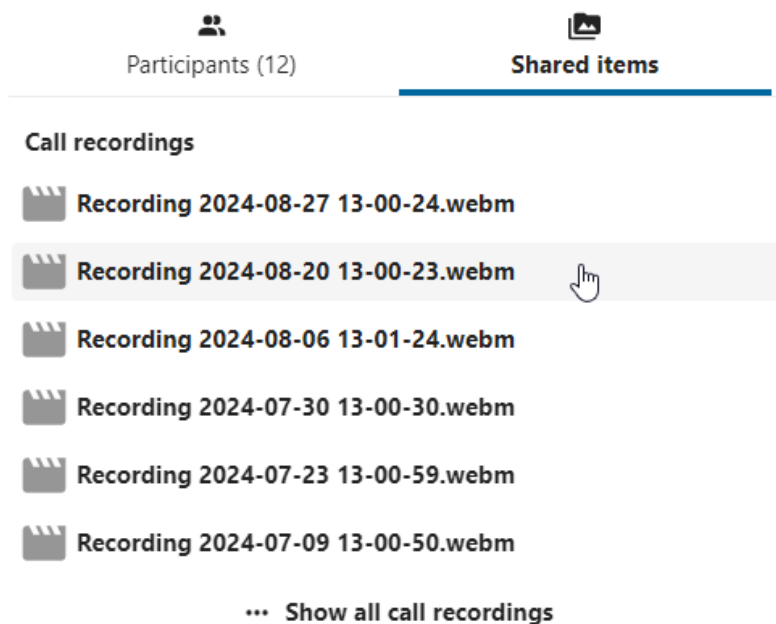 Participants (12)
Shared items
Call recordings
Recording 2024-08-27 13-00-24.webm
Recording 2024-08-20 13-00-23.webm
Recording 2024-08-06 13-01-24.webm
Recording 2024-07-30 13-00-30.webm
Recording 2024-07-23 13-00-59.webm
Recording 2024-07-09 13-00-50.webm
••• Show all call recordings